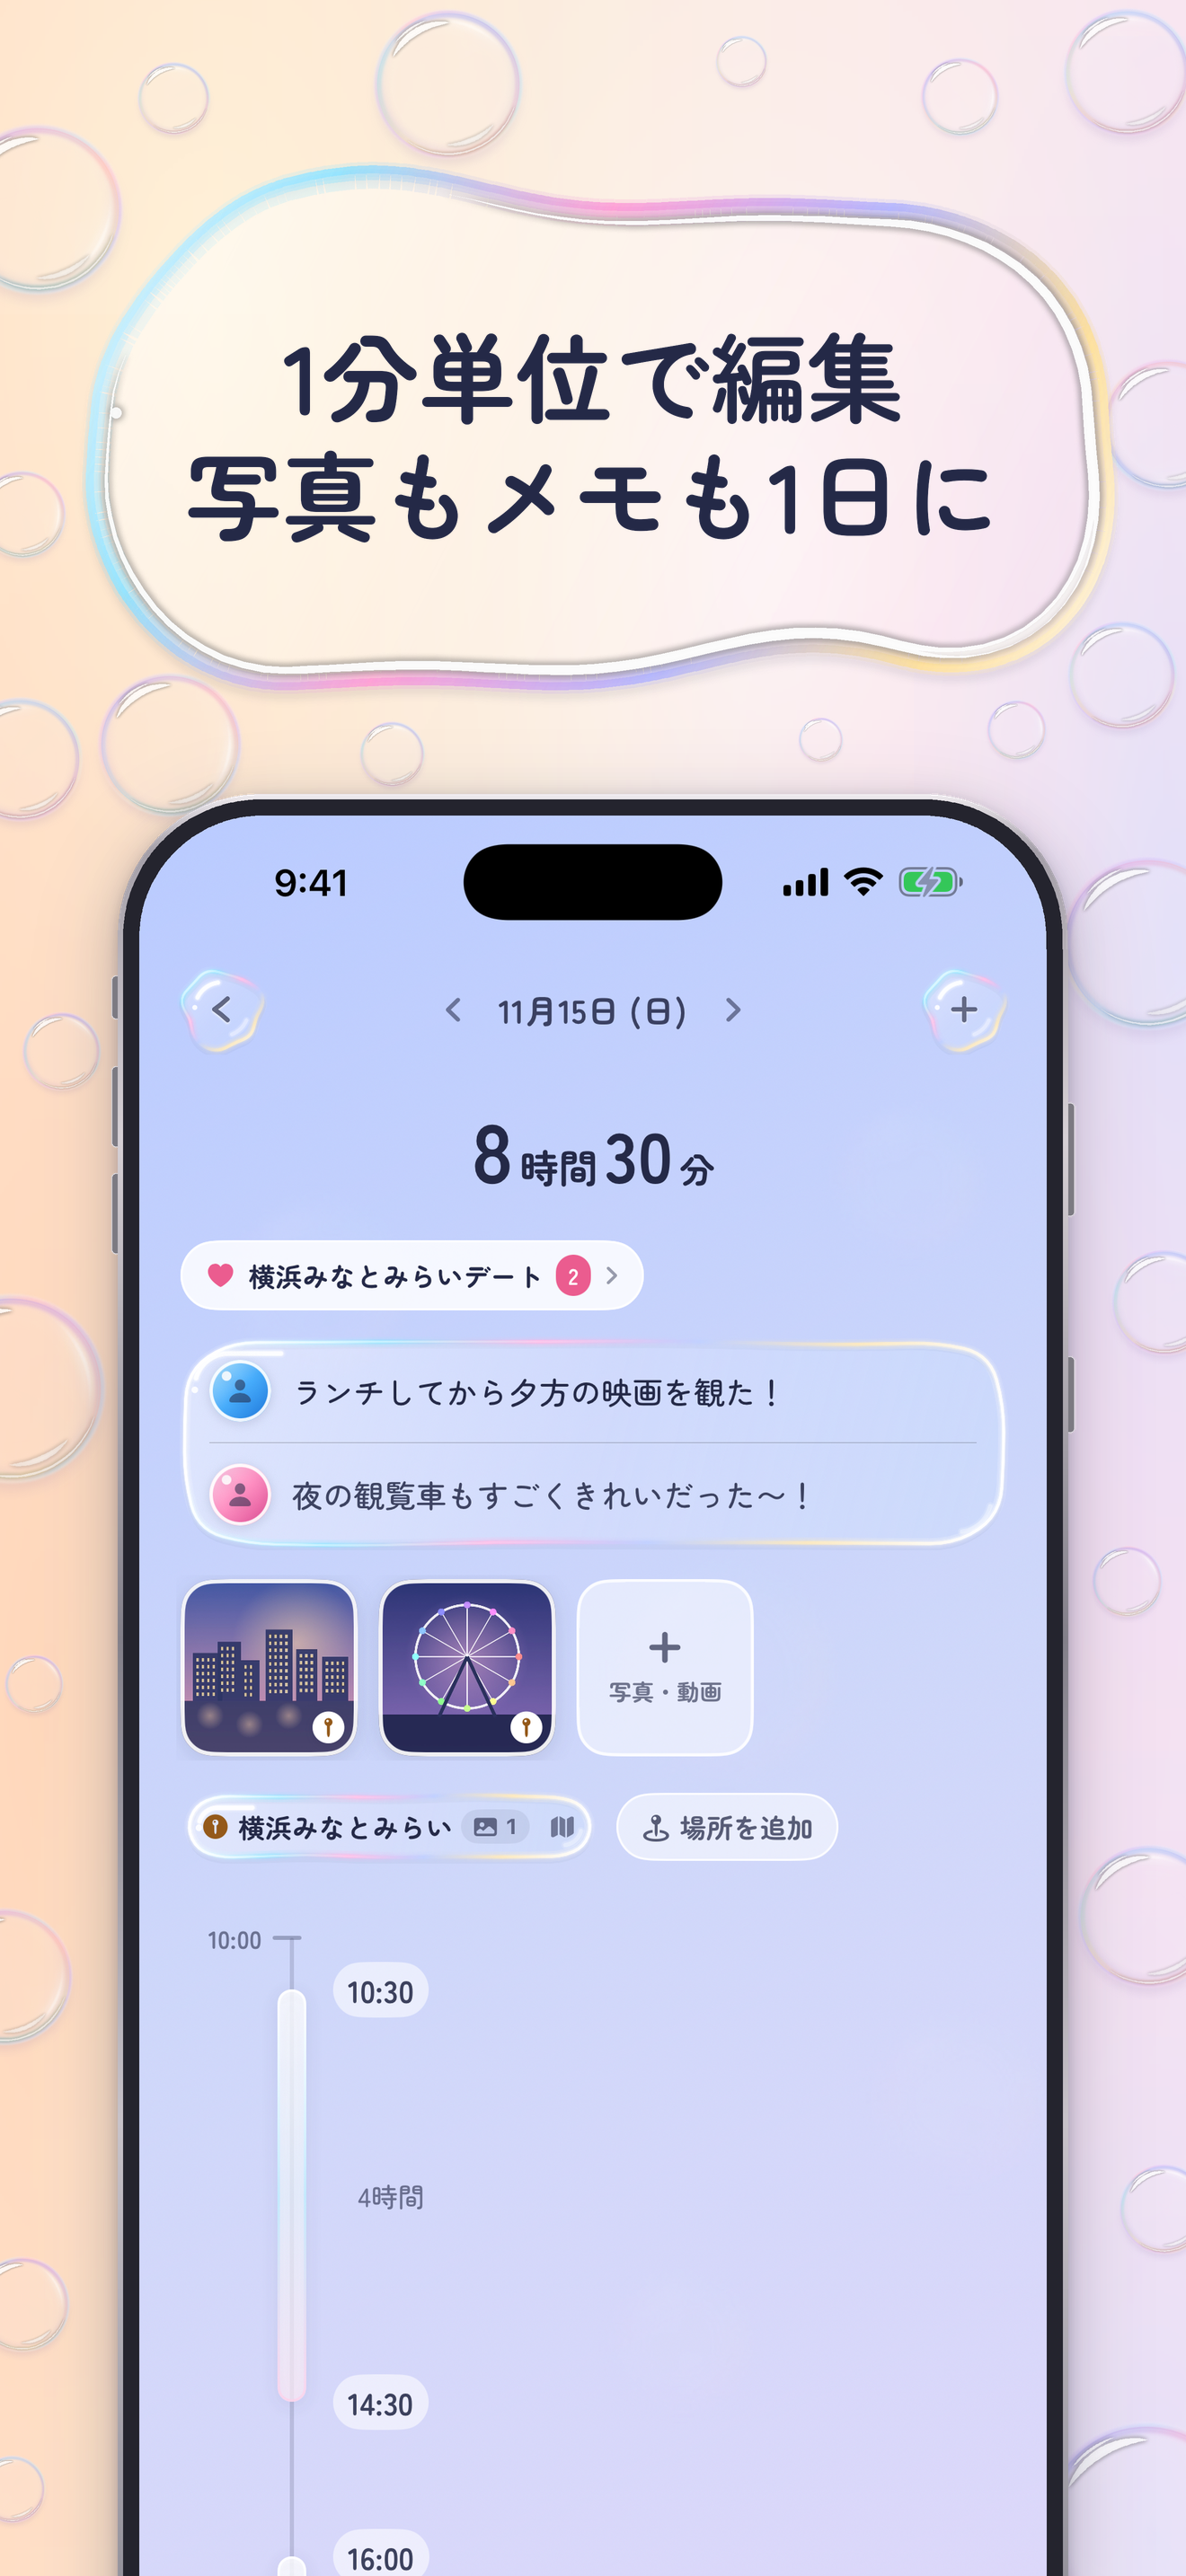 1分単位で編集
写真もメモも1日に
9:41
11月15日 (日)
8時間30分
横浜みなとみらいデート 2
ランチしてから夕方の映画を観た！
夜の観覧車もすごくきれいだった〜！
写真・動画
横浜みなとみらい 1 場所を追加
10:00
10:30
4時間
14:30
16:00